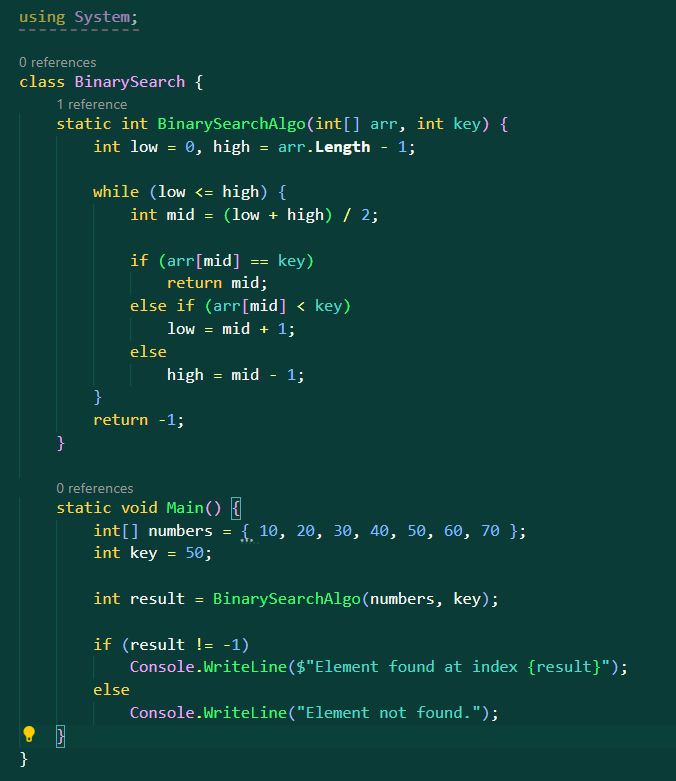 using System;
0 references
class BinarySearch {
1 reference
static int BinarySearchAlgo(int[] arr, int key) {
int low = 0, high = arr.Length - 1;
while (low <= high) {
int mid = (low + high) / 2;
if (arr[mid] == key)
return mid;
else if (arr[mid] < key)
low = mid + 1;
else
high = mid - 1;
}
return -1;
}
0 references
static void Main() {
int[] numbers = { 10, 20, 30, 40, 50, 60, 70 };
int key = 50;
int result = BinarySearchAlgo(numbers, key);
if (result != -1)
Console.WriteLine($"Element found at index {result}");
else
Console.WriteLine("Element not found.");
}
}